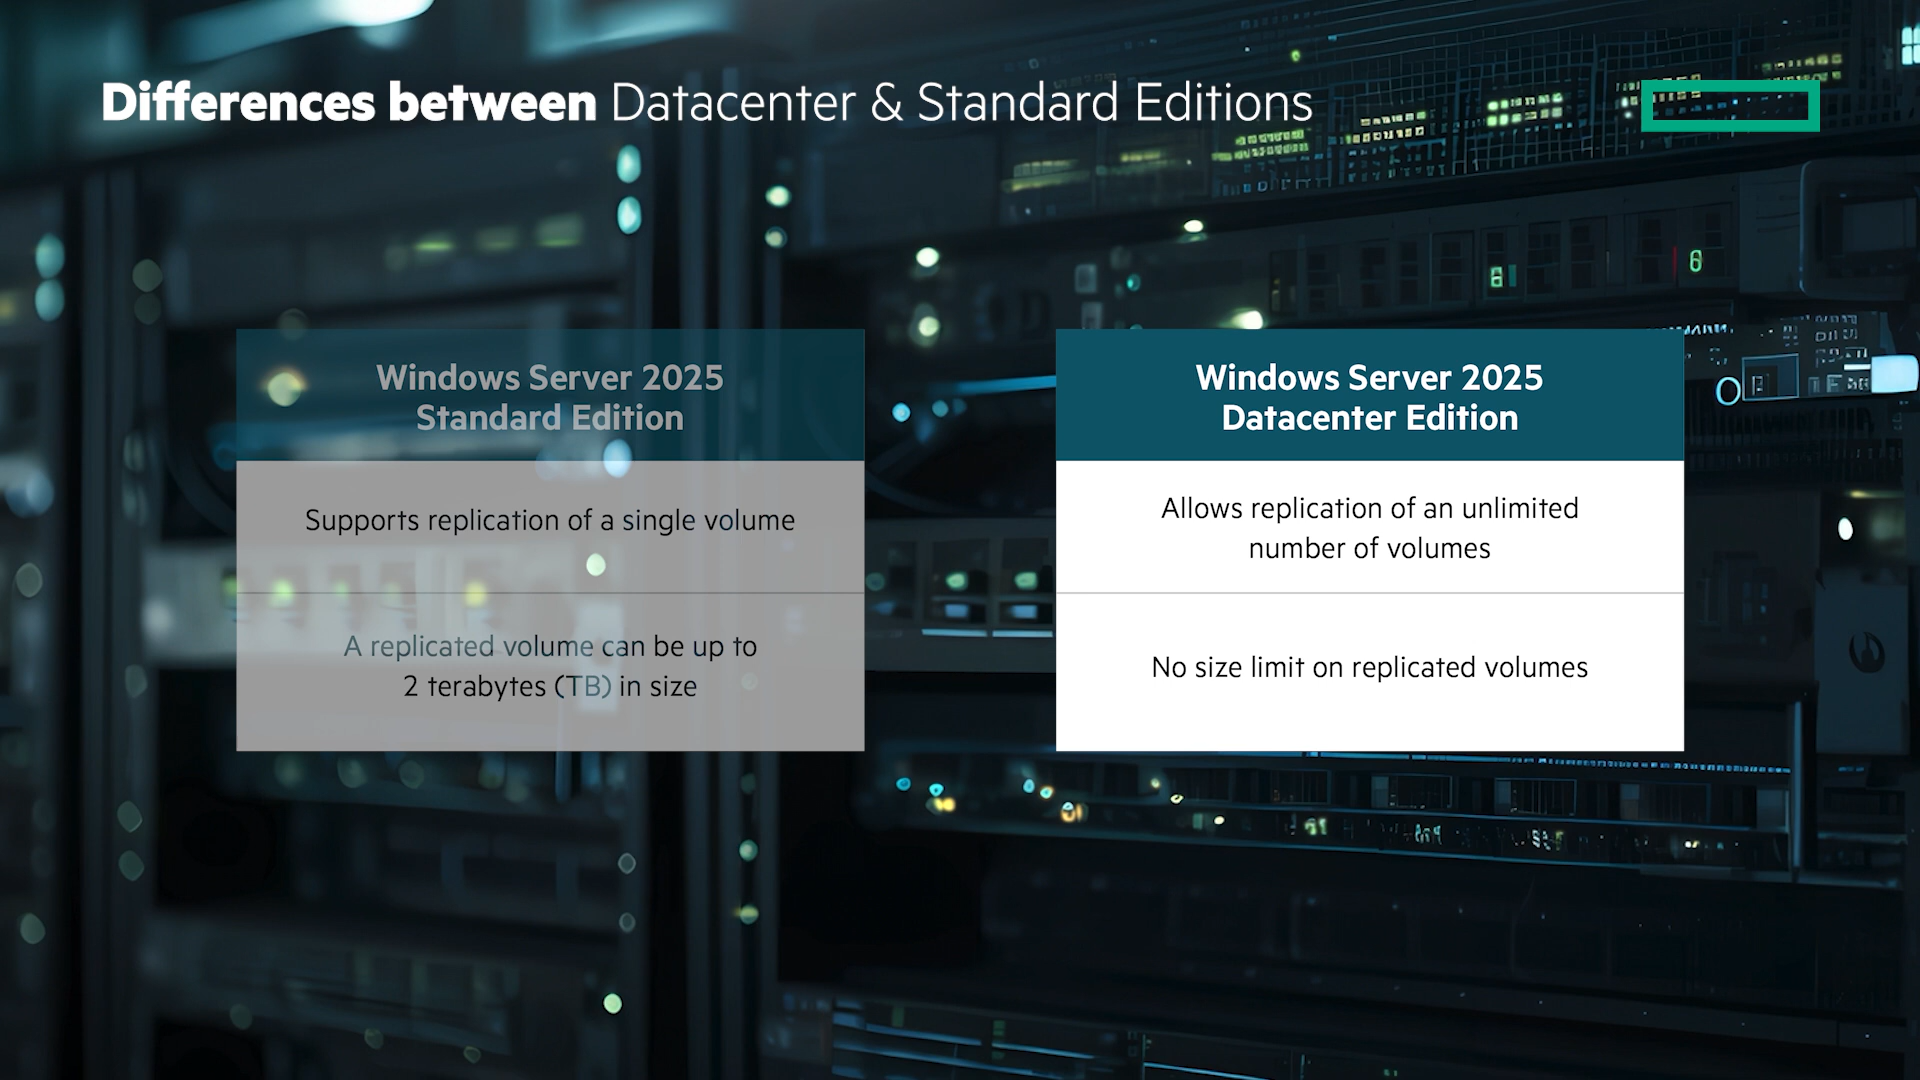 Differences between Datacenter & Standard Editions
Windows Server 2025
Standard Edition
Supports replication of a single volume
A replicated volume can be up to
2 terabytes (TB) in size
Windows Server 2025
Datacenter Edition
Allows replication of an unlimited
number of volumes
No size limit on replicated volumes